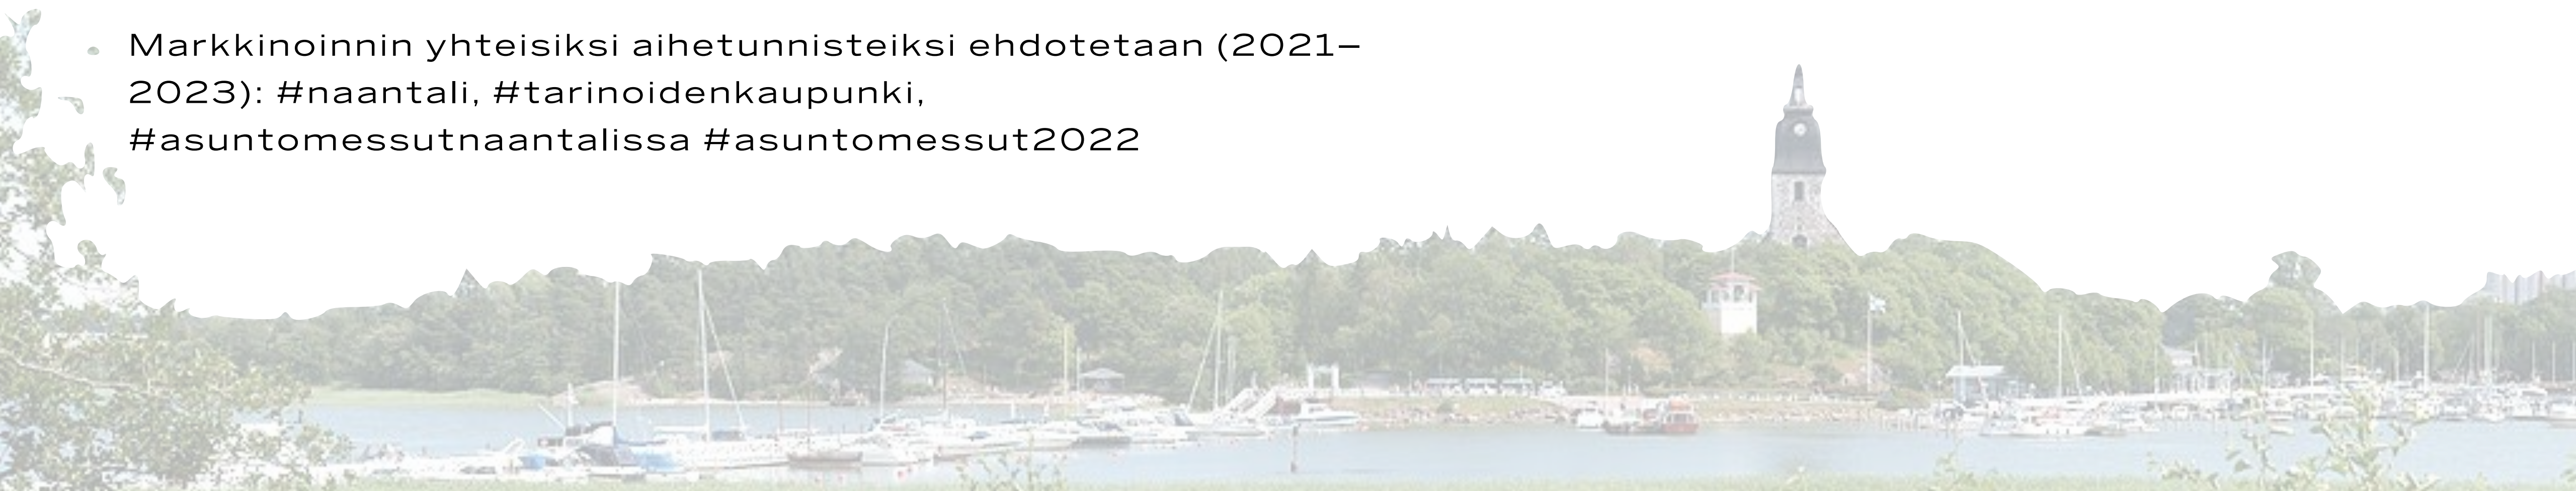 Markkinoinnin yhteisiksi aihetunnisteiksi ehdotetaan (2021–
2023): #naantali, #tarinoidenkaupunki,
#asuntomessutnaantalissa #asuntomessut2022